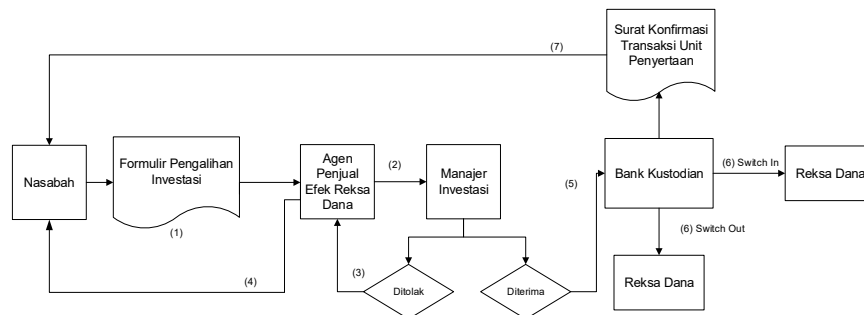 Surat Konfirmasi
Transaksi Unit
Penyertaan
(7)
Nasabah
Formulir Pengalihan
Investasi
(1)
Agen
Penjual
Efek Reksa
Dana
(2)
Manajer
Investasi
(3)
(4)
Ditolak
Diterima
(5)
Bank Kustodian
(6) Switch In
Reksa Dana
(6) Switch Out
Reksa Dana